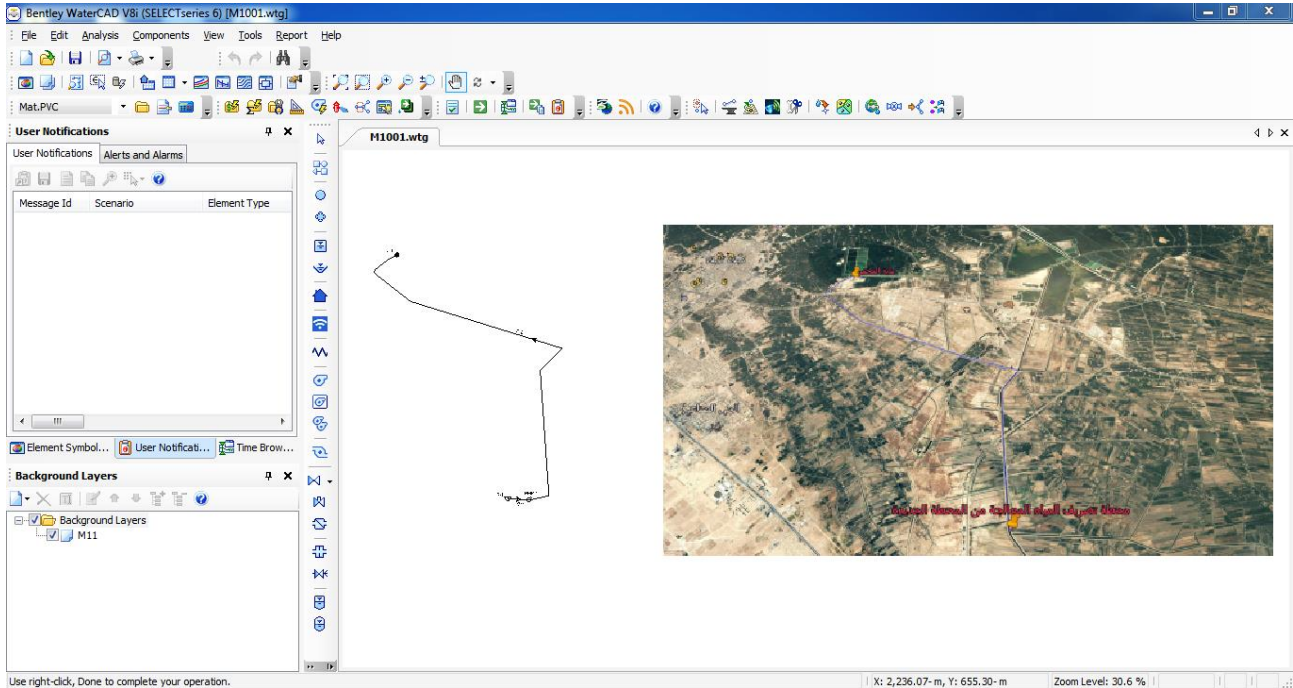 Bentley WaterCAD V8i (SELECTseries 6) [M1001.wtg]
File Edit Analysis Components View Tools Report Help
Mat.PVC
User Notifications
User Notifications Alerts and Alarms
Message Id Scenario Element Type
Element Symbol... User Notificati... Time Brow...
Background Layers
Background Layers
M11
M1001.wtg
محطة تصريف المياه المعالجة من المحطة الجديدة
Use right-click, Done to complete your operation.
X: 2,236.07- m, Y: 655.30- m Zoom Level: 30.6 %